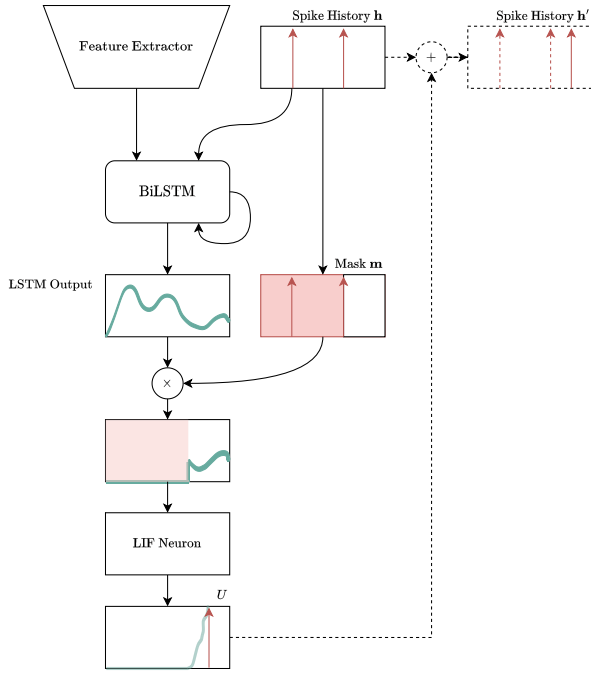 Spike History h
Spike History h′
Feature Extractor
+
BiLSTM
Mask m
LSTM Output
×
LIF Neuron
U